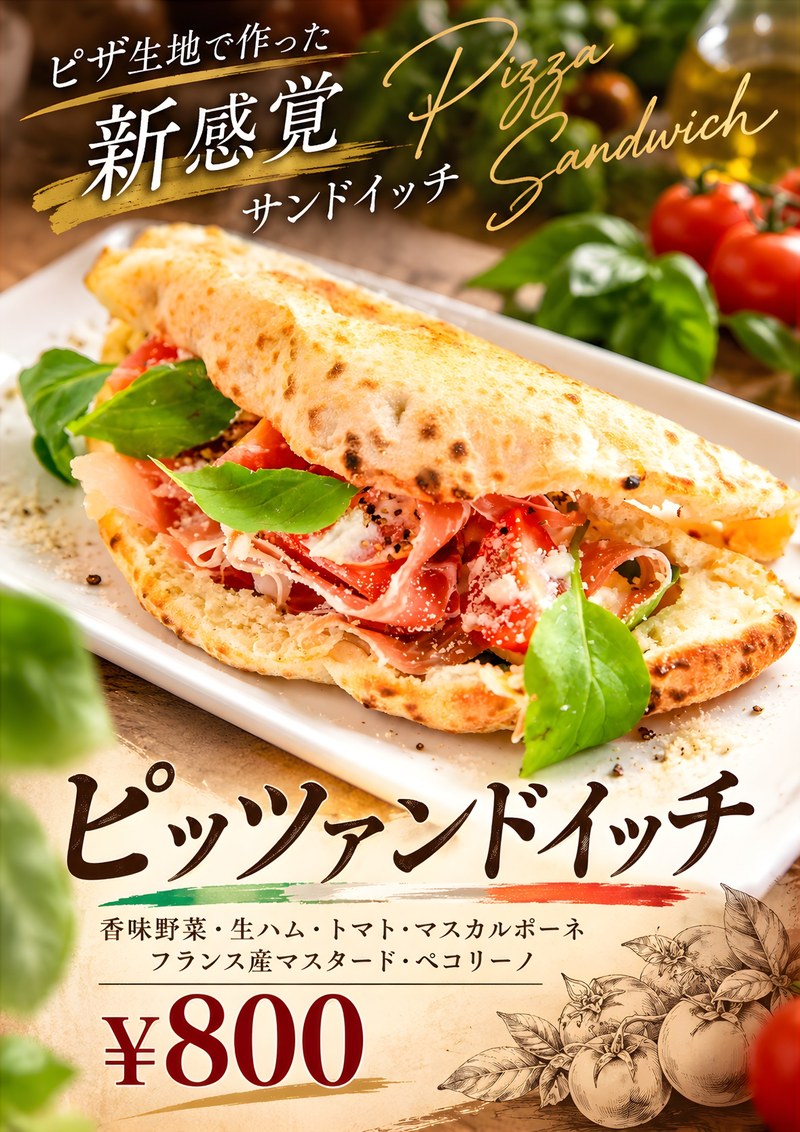 ピザ生地で作った
新感覚
サンドイッチ
Pizza
Sandwich
ピッツァンドイッチ
香味野菜・生ハム・トマト・マスカルポーネ
フランス産マスタード・ペコリーノ
¥800